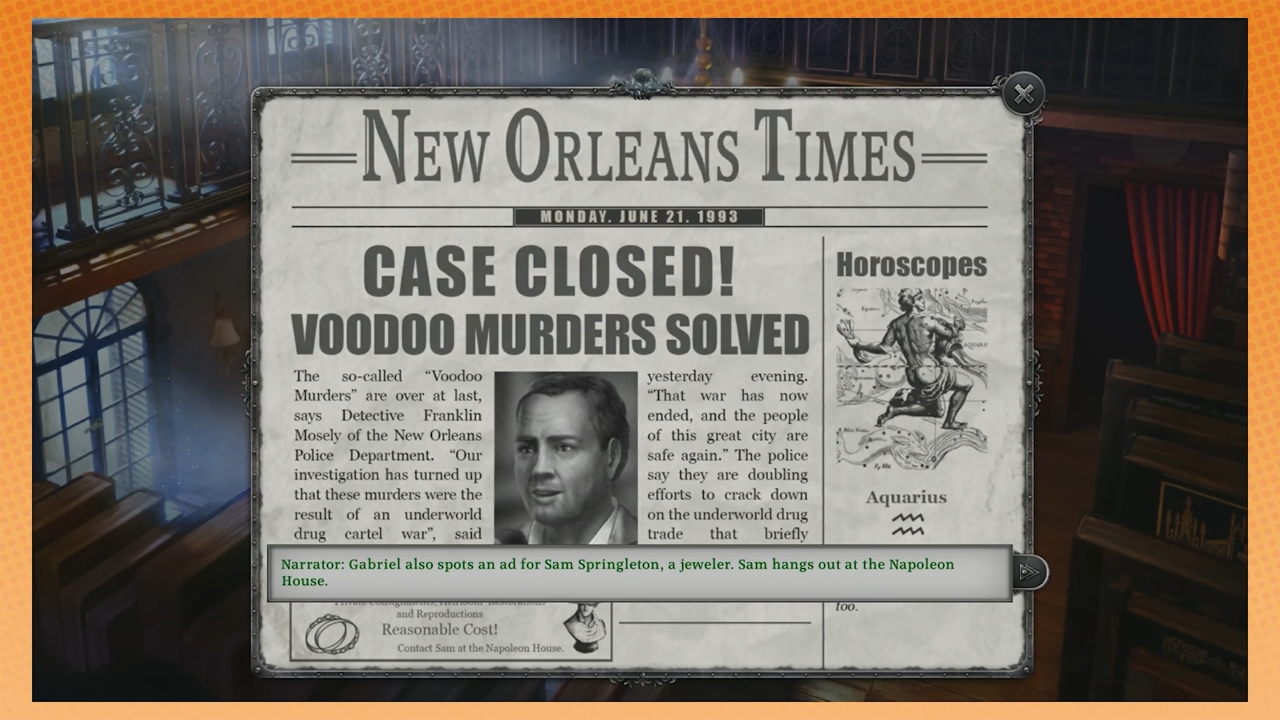 NEW ORLEANS TIMES
MONDAY. JUNE 21. 1993
CASE CLOSED!
VOODOO MURDERS SOLVED
The so-called “Voodoo
Murders” are over at last,
says Detective Franklin
Mosely of the New Orleans
Police Department. “Our
investigation has turned up
that these murders were the
result of an underworld
drug cartel war”, said
yesterday evening.
“That war has now
ended, and the people
of this great city are
safe again.” The police
say they are doubling
efforts to crack down
on the underworld drug
trade that briefly
Horoscopes
AQUARII
Aquarius
too.
Narrator: Gabriel also spots an ad for Sam Springleton, a jeweler. Sam hangs out at the Napoleon
House.
Private Consignments, Heirloom Restorations
and Reproductions
Reasonable Cost!
Contact Sam at the Napoleon House.